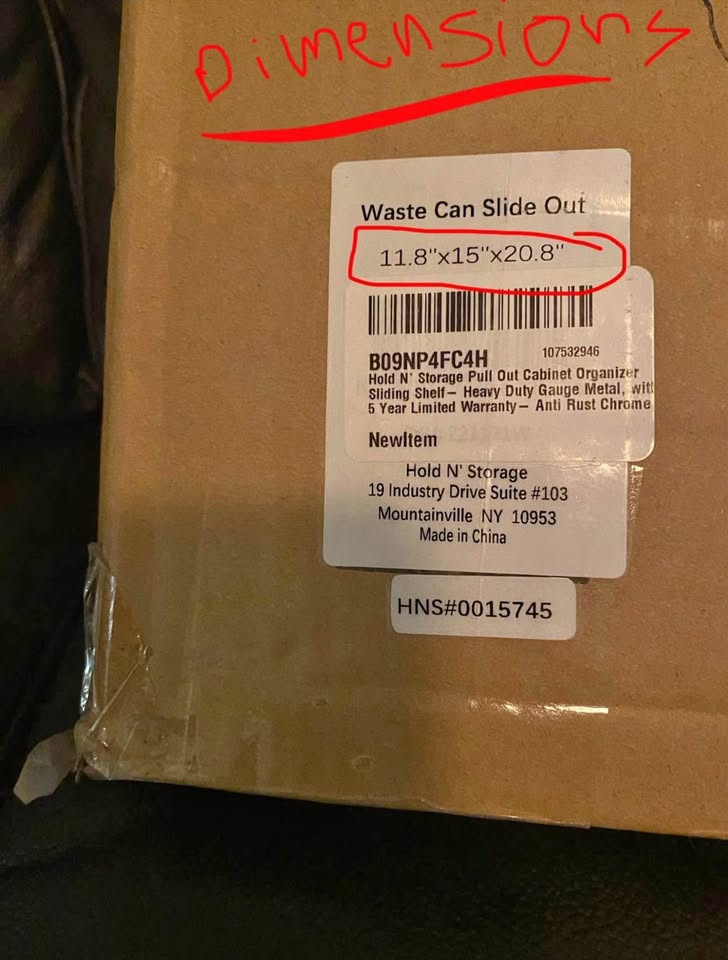 Dimensions
Waste Can Slide Out
11.8"x15"x20.8"
B09NP4FC4H 107532946
Hold N' Storage Pull Out Cabinet Organizer
Sliding Shelf– Heavy Duty Gauge Metal, with
5 Year Limited Warranty– Anti Rust Chrome
NewItem
Hold N' Storage
19 Industry Drive Suite #103
Mountainville NY 10953
Made in China
HNS#0015745